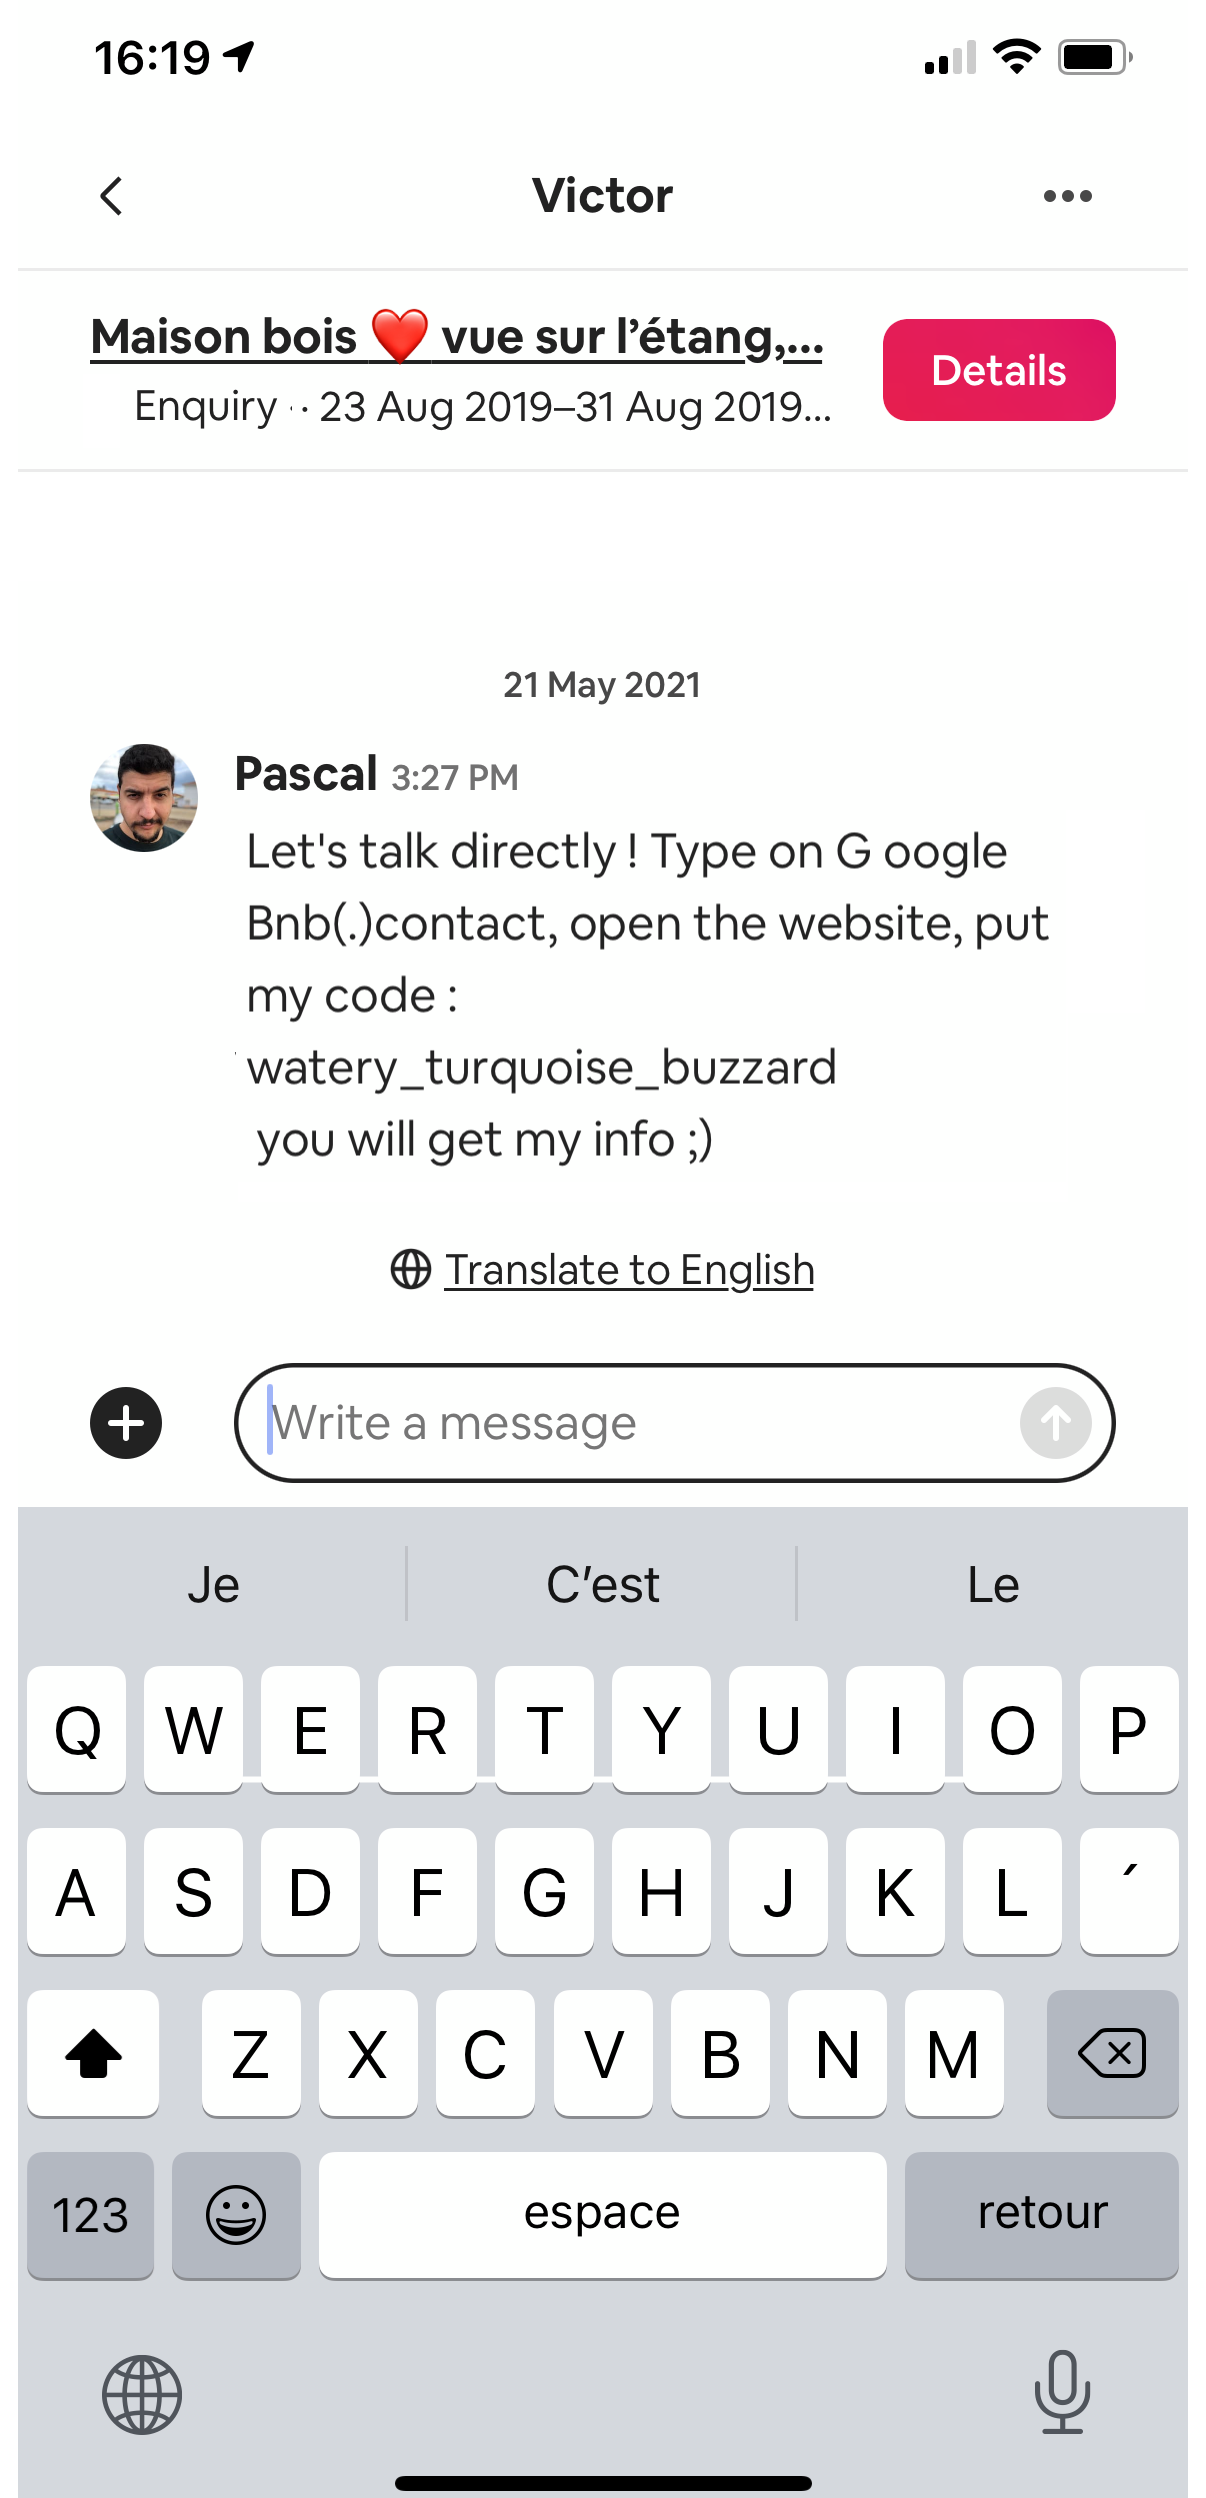 16:19
Victor
Maison bois ❤️ vue sur l’étang,...
Enquiry · · 23 Aug 2019–31 Aug 2019...
Details
21 May 2021
Pascal 3:27 PM
Let's talk directly ! Type on G oogle
Bnb(.)contact, open the website, put
my code :
watery_turquoise_buzzard
you will get my info ;)
Translate to English
Write a message
Je C’est Le
Q W E R T Y U I O P
A S D F G H J K L ´
Z X C V B N M
123 espace retour